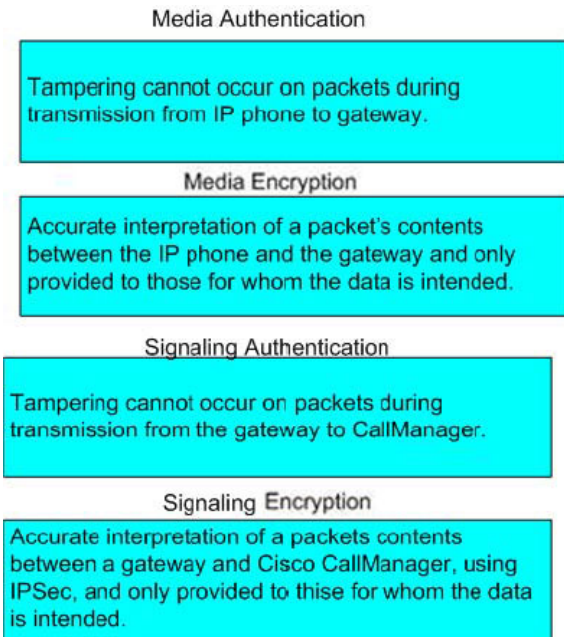 Media Authentication
Tampering cannot occur on packets during
transmission from IP phone to gateway.
Media Encryption
Accurate interpretation of a packet's contents
between the IP phone and the gateway and only
provided to those for whom the data is intended.
Signaling Authentication
Tampering cannot occur on packets during
transmission from the gateway to CallManager.
Signaling Encryption
Accurate interpretation of a packets contents
between a gateway and Cisco CallManager, using
IPSec, and only provided to thise for whom the data
is intended.